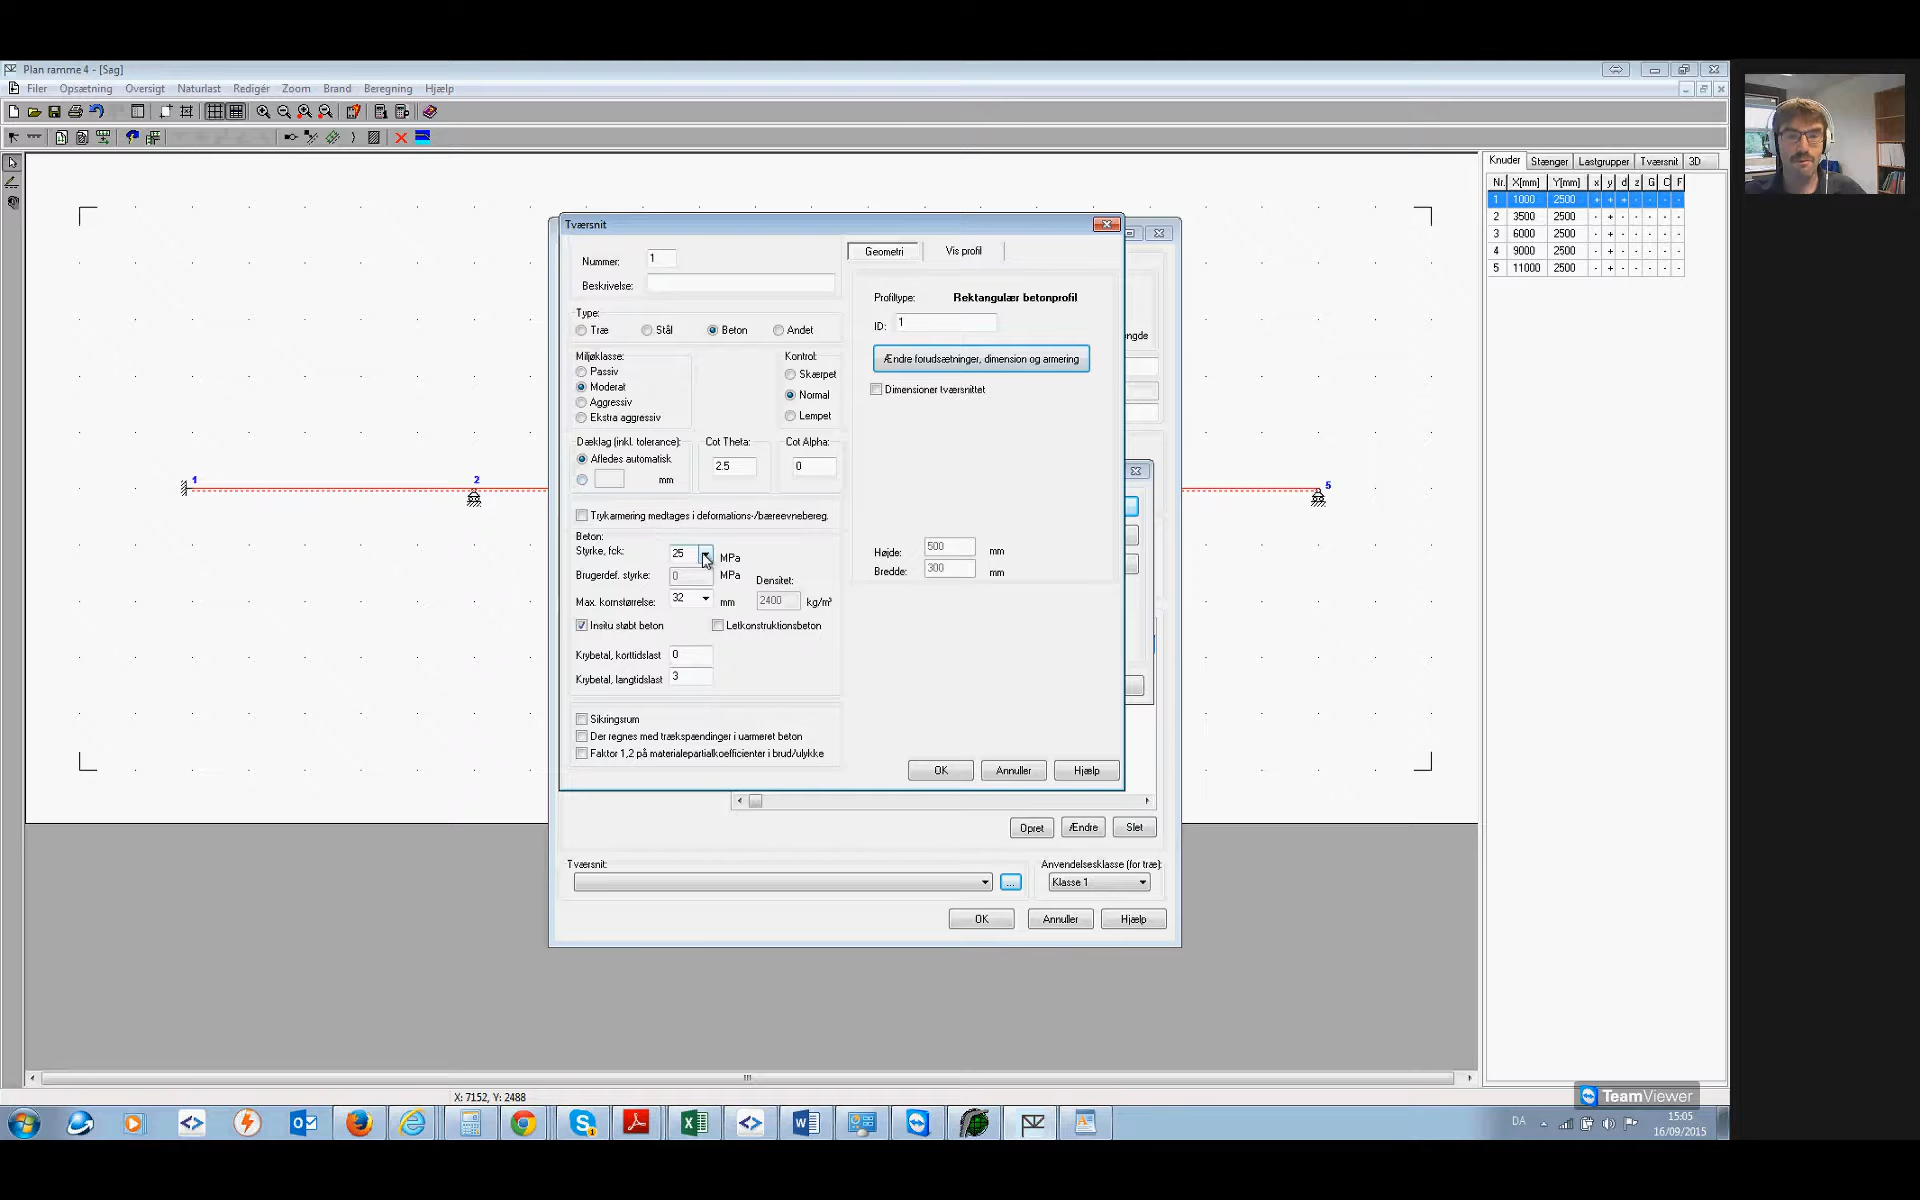 Plan ramme 4 - [Sag]
Filer Opsætning Oversigt Naturlast Redigér Zoom Brand Beregning Hjælp
Knuder Stænger Lastgrupper Tværsnit 3D
Nr. X[mm] Y[mm] x y d z G C F
1 1000 2500 + + + - - - -
2 3500 2500 - + - - - - -
3 6000 2500 - + - - - - -
4 9000 2500 - + - - - - -
5 11000 2500 - + - - - - -
1
2
5
Tværsnit
Nummer: 1
Beskrivelse:
Type:
Træ Stål Beton Andet
Miljøklasse:
Passiv
Moderat
Aggressiv
Ekstra aggressiv
Kontrol:
Skærpet
Normal
Lempet
Dæklag (inkl. tolerance):
Afledes automatisk
mm
Cot Theta:
2.5
Cot Alpha:
0
Trykarmering medtages i deformations-/bæreevnebereg.
Beton:
Styrke, fck: 25 MPa
Brugerdef. styrke: 0 MPa
Densitet:
Max. kornstørrelse: 32 mm 2400 kg/m³
Insitu støbt beton Letkonstruktionsbeton
Krybetal, korttidslast 0
Krybetal, langtidslast 3
Sikringsrum
Der regnes med trækspændinger i uarmeret beton
Faktor 1,2 på materialepartialkoefficienter i brud/ulykke
Geometri Vis profil
Profiltype: Rektangulær betonprofil
ID: 1
Ændre forudsætninger, dimension og armering
Dimensioner tværsnittet
Højde: 500 mm
Bredde: 300 mm
OK Annuller Hjælp
ngde
Opret Ændre Slet
Tværsnit: Anvendelsesklasse (for træ):
... Klasse 1
OK Annuller Hjælp
X: 7152, Y: 2488
TeamViewer
DA 15:05
16/09/2015